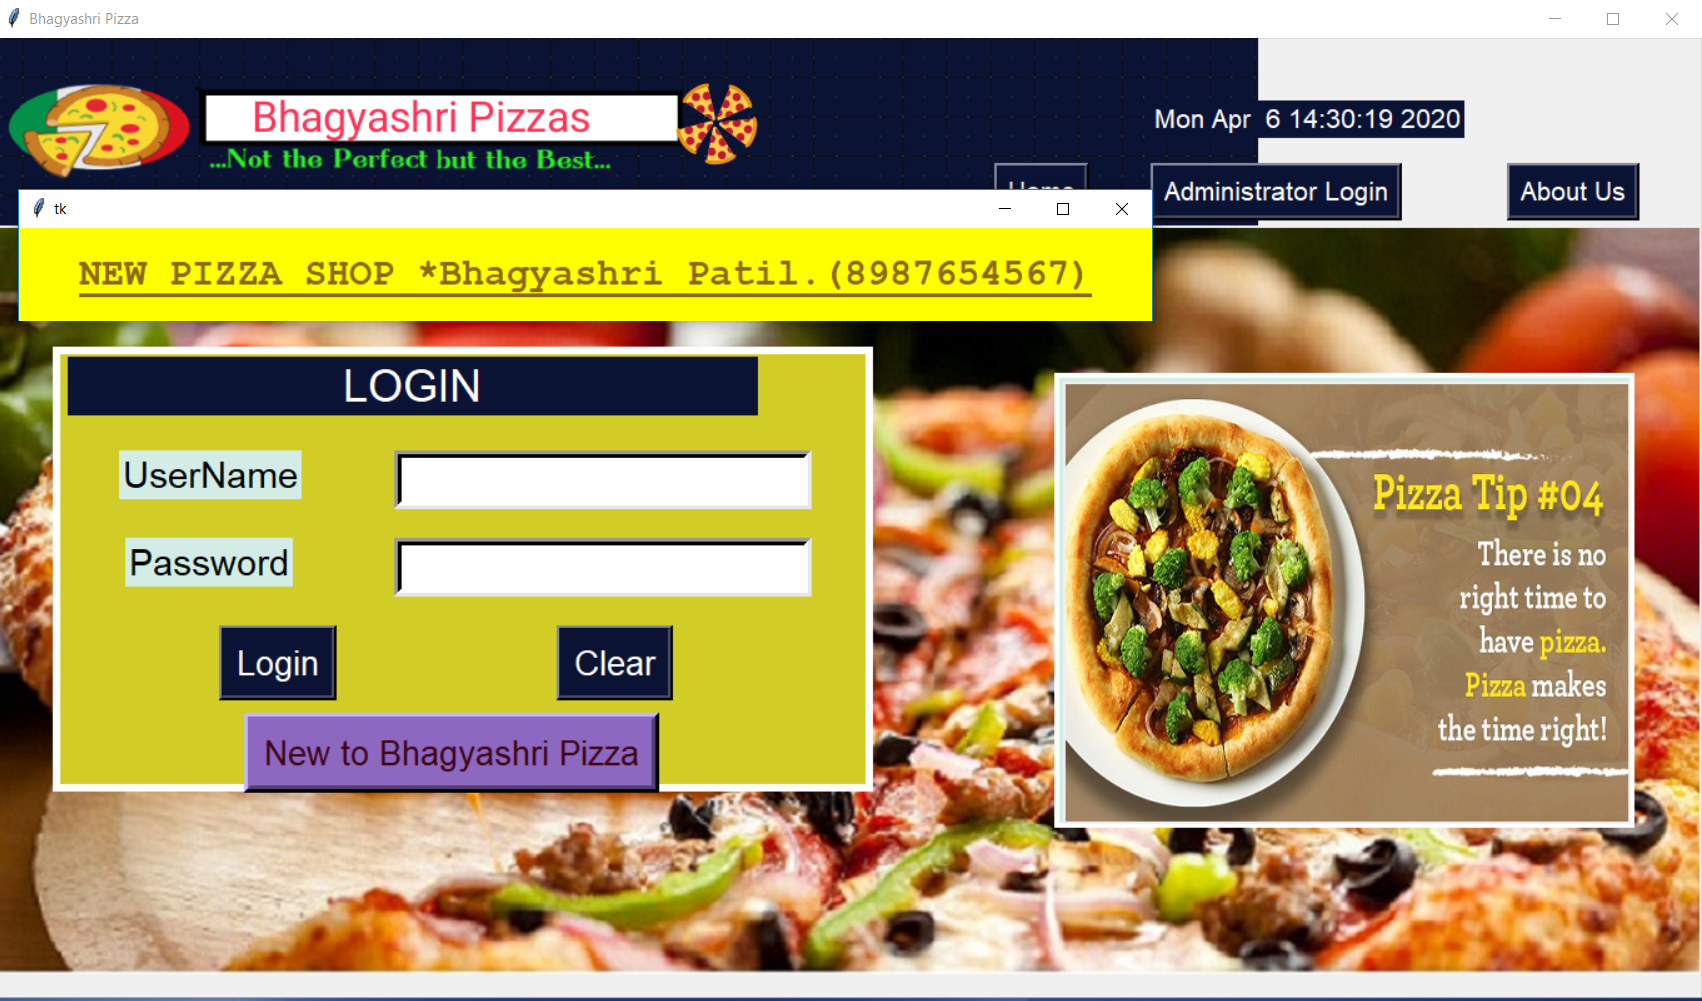 Bhagyashri Pizza
Bhagyashri Pizzas
...Not the Perfect but the Best...
Mon Apr  6 14:30:19 2020
Home
Administrator Login
About Us
tk
NEW PIZZA SHOP *Bhagyashri Patil.(8987654567)
LOGIN
UserName
Password
Login
Clear
New to Bhagyashri Pizza
Pizza Tip #04
There is no
right time to
have pizza.
Pizza makes
the time right!